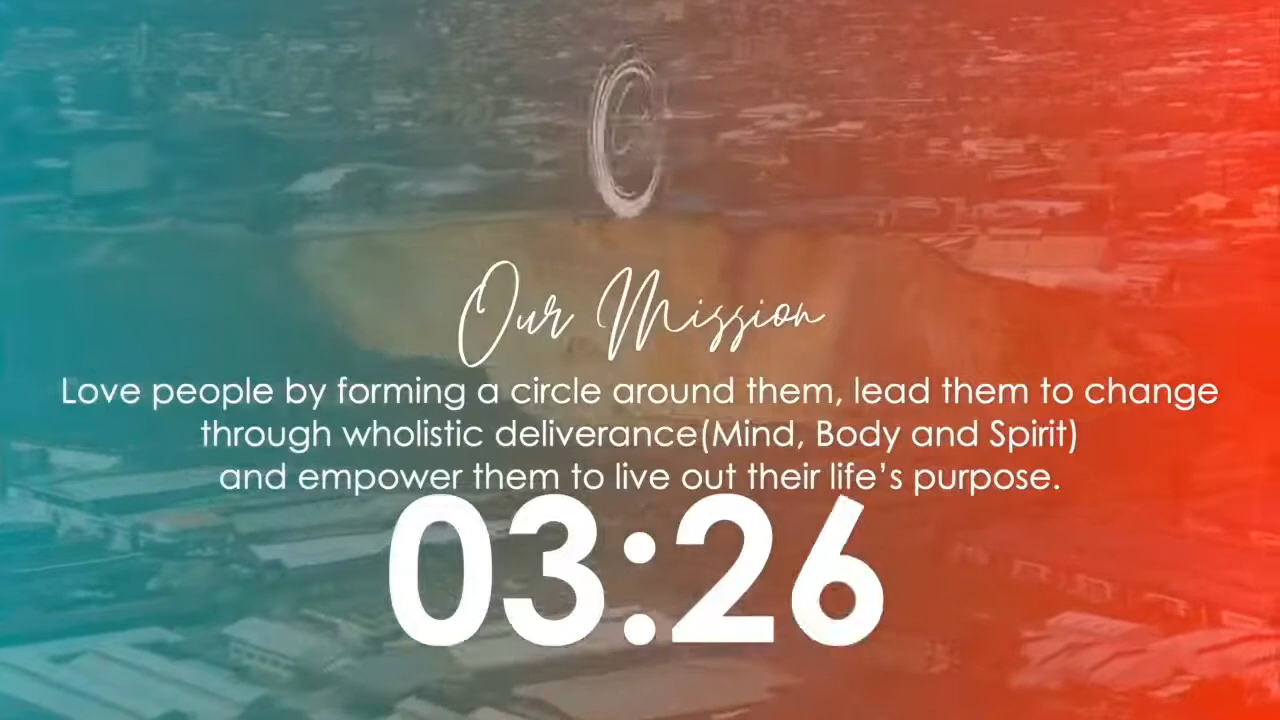 Our Mission
Love people by forming a circle around them, lead them to change
through wholistic deliverance(Mind, Body and Spirit)
and empower them to live out their life’s purpose.
03:26